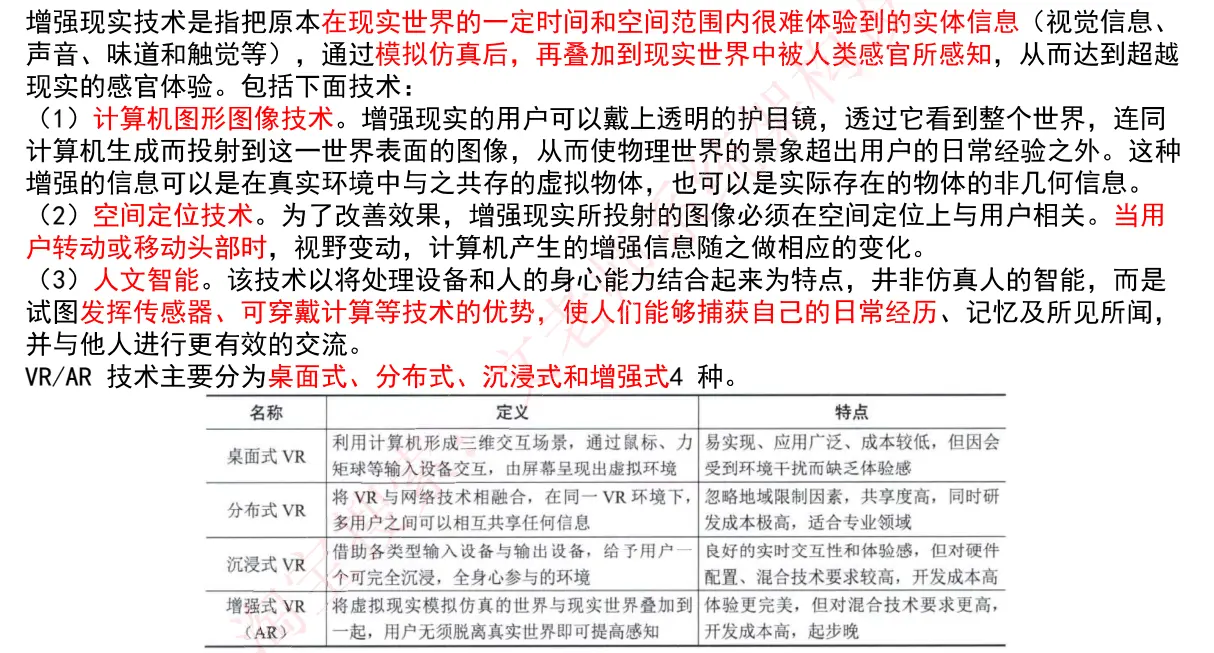 增强现实技术是指把原本在现实世界的一定时间和空间范围内很难体验到的实体信息（视觉信息、
声音、味道和触觉等），通过模拟仿真后，再叠加到现实世界中被人类感官所感知，从而达到超越
现实的感官体验。包括下面技术：
（1）计算机图形图像技术。增强现实的用户可以戴上透明的护目镜，透过它看到整个世界，连同
计算机生成而投射到这一世界表面的图像，从而使物理世界的景象超出用户的日常经验之外。这种
增强的信息可以是在真实环境中与之共存的虚拟物体，也可以是实际存在的物体的非几何信息。
（2）空间定位技术。为了改善效果，增强现实所投射的图像必须在空间定位上与用户相关。当用
户转动或移动头部时，视野变动，计算机产生的增强信息随之做相应的变化。
（3）人文智能。该技术以将处理设备和人的身心能力结合起来为特点，并非仿真人的智能，而是
试图发挥传感器、可穿戴计算等技术的优势，使人们能够捕获自己的日常经历、记忆及所见所闻，
并与他人进行更有效的交流。
VR/AR 技术主要分为桌面式、分布式、沉浸式和增强式4 种。
名称 定义 特点
桌面式 VR 利用计算机形成三维交互场景，通过鼠标、力 易实现、应用广泛、成本较低，但因会
矩球等输入设备交互，由屏幕呈现出虚拟环境 受到环境干扰而缺乏体验感
分布式 VR 将 VR 与网络技术相融合，在同一 VR 环境下， 忽略地域限制因素，共享度高，同时研
多用户之间可以相互共享任何信息 发成本极高，适合专业领域
沉浸式 VR 借助各类型输入设备与输出设备，给予用户一 良好的实时交互性和体验感，但对硬件
个可完全沉浸，全身心参与的环境 配置、混合技术要求较高，开发成本高
增强式 VR 将虚拟现实模拟仿真的世界与现实世界叠加到 体验更完美，但对混合技术要求更高，
（AR） 一起，用户无须脱离真实世界即可提高感知 开发成本高，起步晚